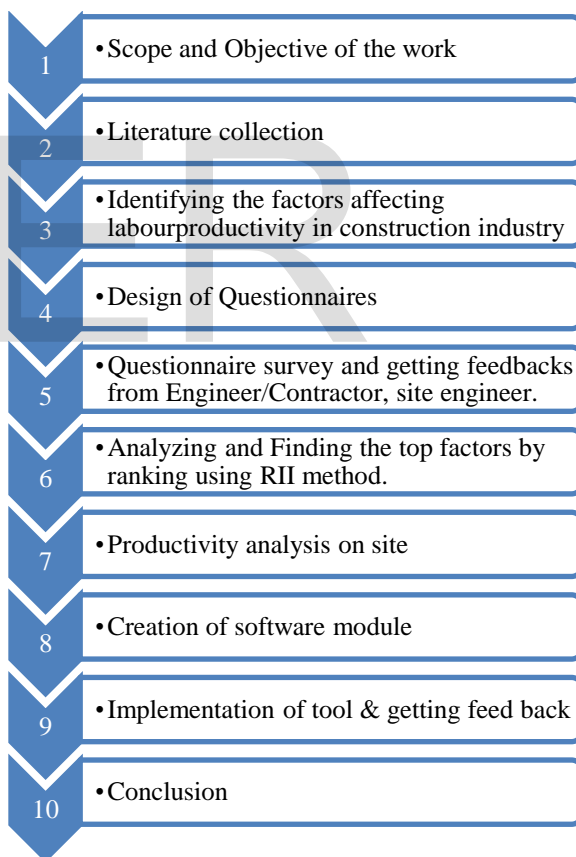 1
•Scope and Objective of the work
2
•Literature collection
3
•Identifying the factors affecting
labourproductivity in construction industry
4
•Design of Questionnaires
5
•Questionnaire survey and getting feedbacks
from Engineer/Contractor, site engineer.
6
•Analyzing and Finding the top factors by
ranking using RII method.
7
•Productivity analysis on site
8
•Creation of software module
9
•Implementation of tool & getting feed back
10
•Conclusion
ER